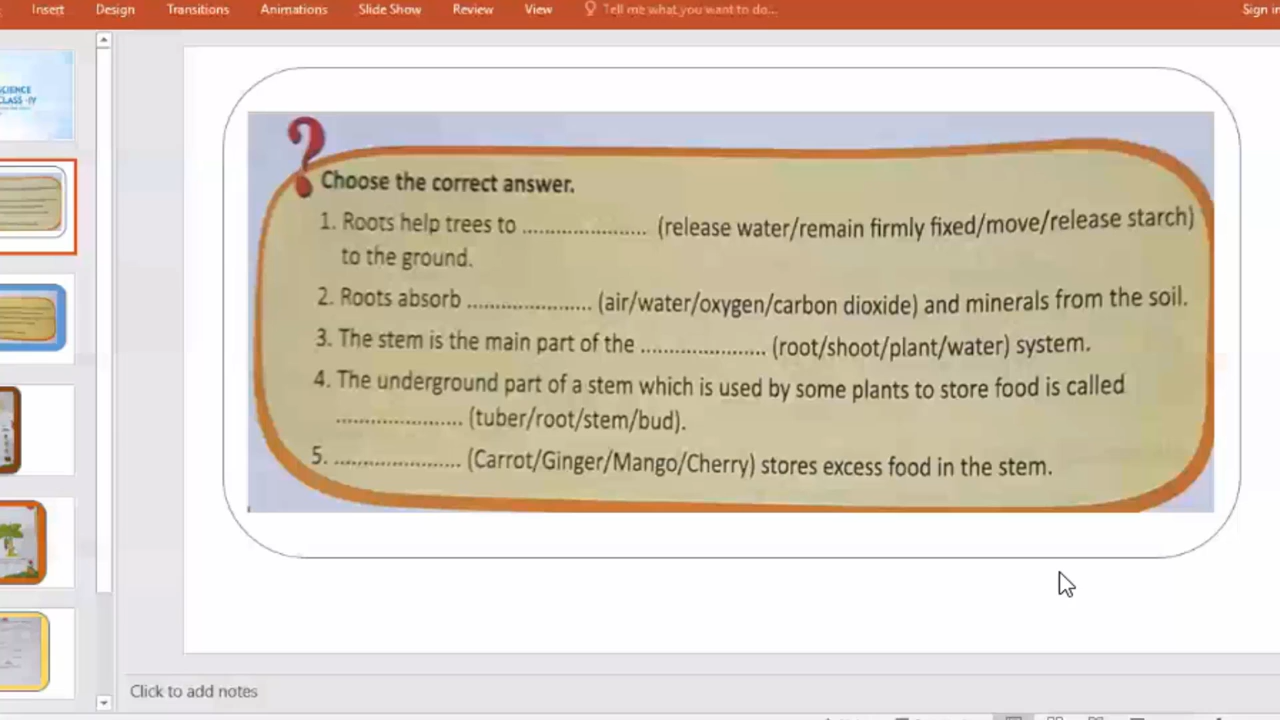 Insert Design Transitions Animations Slide Show Review View Tell me what you want to do... Sign in
SCIENCE
CLASS -IV
?
Choose the correct answer.
1. Roots help trees to ..................... (release water/remain firmly fixed/move/release starch)
to the ground.
2. Roots absorb ..................... (air/water/oxygen/carbon dioxide) and minerals from the soil.
3. The stem is the main part of the ..................... (root/shoot/plant/water) system.
4. The underground part of a stem which is used by some plants to store food is called
..................... (tuber/root/stem/bud).
5. ..................... (Carrot/Ginger/Mango/Cherry) stores excess food in the stem.
Click to add notes